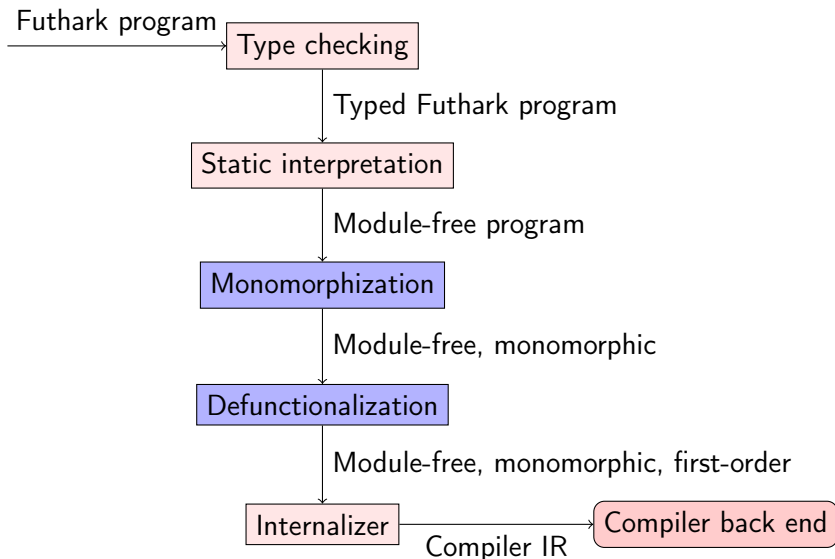 Futhark program
Type checking
Typed Futhark program
Static interpretation
Module-free program
Monomorphization
Module-free, monomorphic
Defunctionalization
Module-free, monomorphic, first-order
Internalizer
Compiler IR
Compiler back end